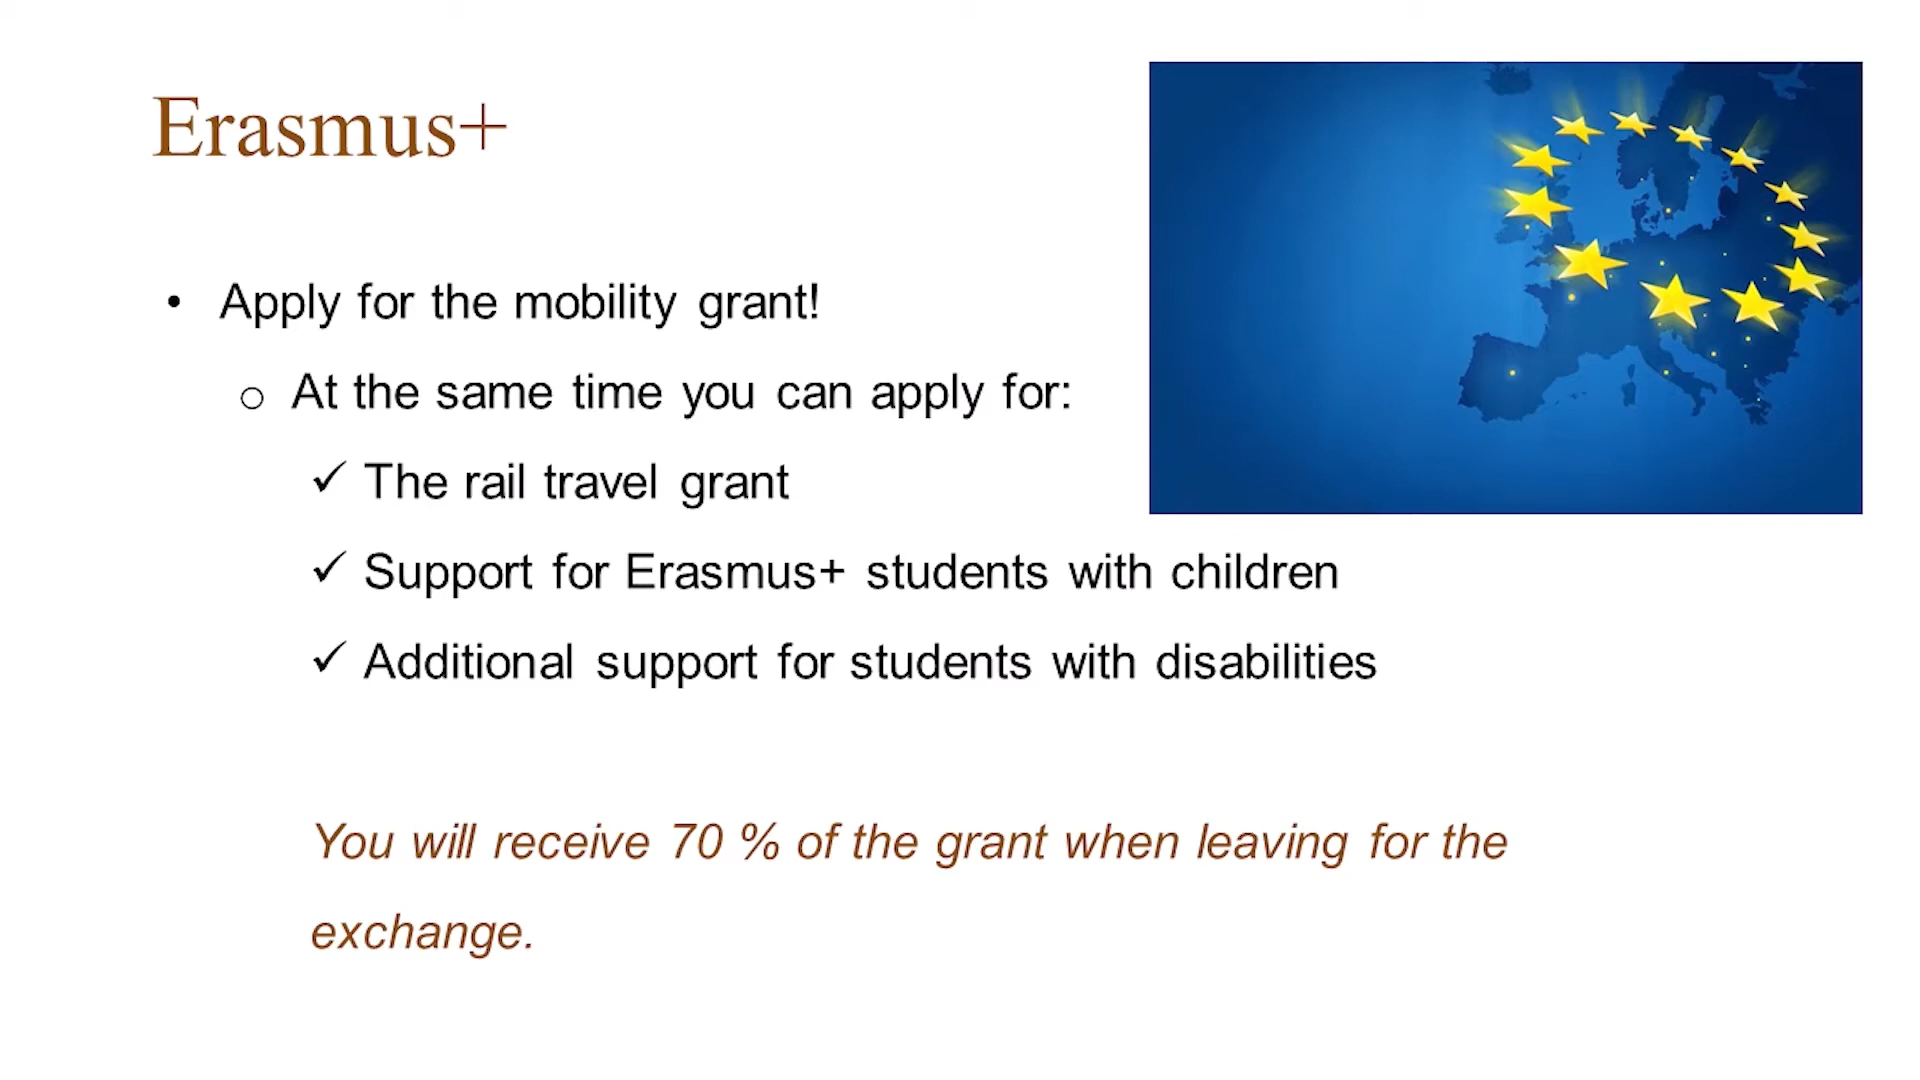 Erasmus+
• Apply for the mobility grant!
o At the same time you can apply for:
✓ The rail travel grant
✓ Support for Erasmus+ students with children
✓ Additional support for students with disabilities
You will receive 70 % of the grant when leaving for the
exchange.